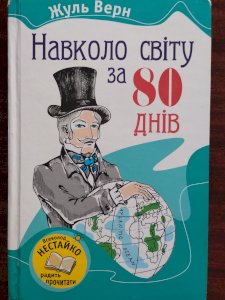 Жуль Верн
Навколо світу
за 80
днів
Всеволод
НЕСТАЙКО
радить
прочитати